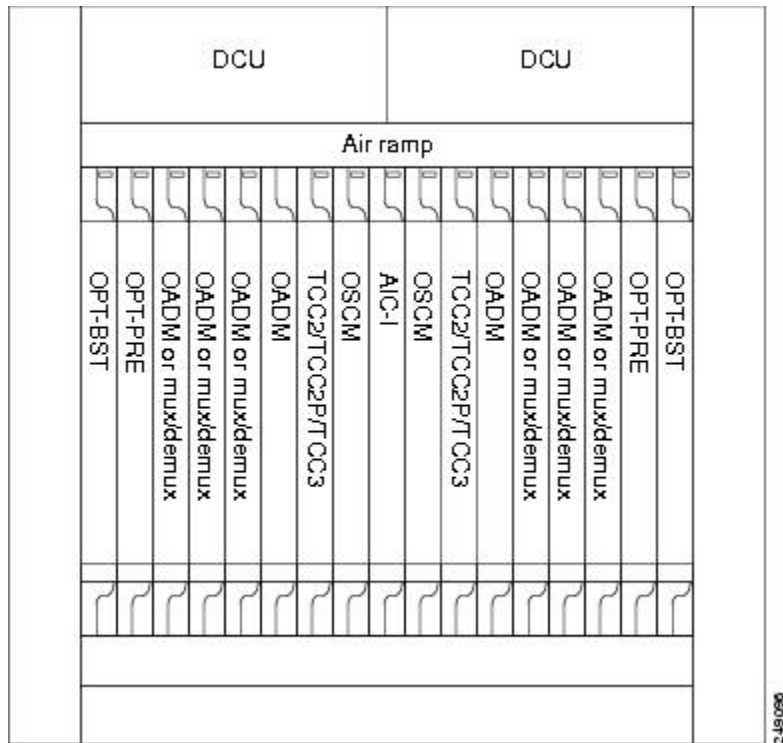 DCU
DCU
Air ramp
OPT-BST
OPT-PRE
OADM or mux/demux
OADM or mux/demux
OADM or mux/demux
OADM
TCC2/TCC2P/TCC3
OSCM
AIC-I
OSCM
TCC2/TCC2P/TCC3
OADM
OADM or mux/demux
OADM or mux/demux
OADM or mux/demux
OPT-PRE
OPT-BST